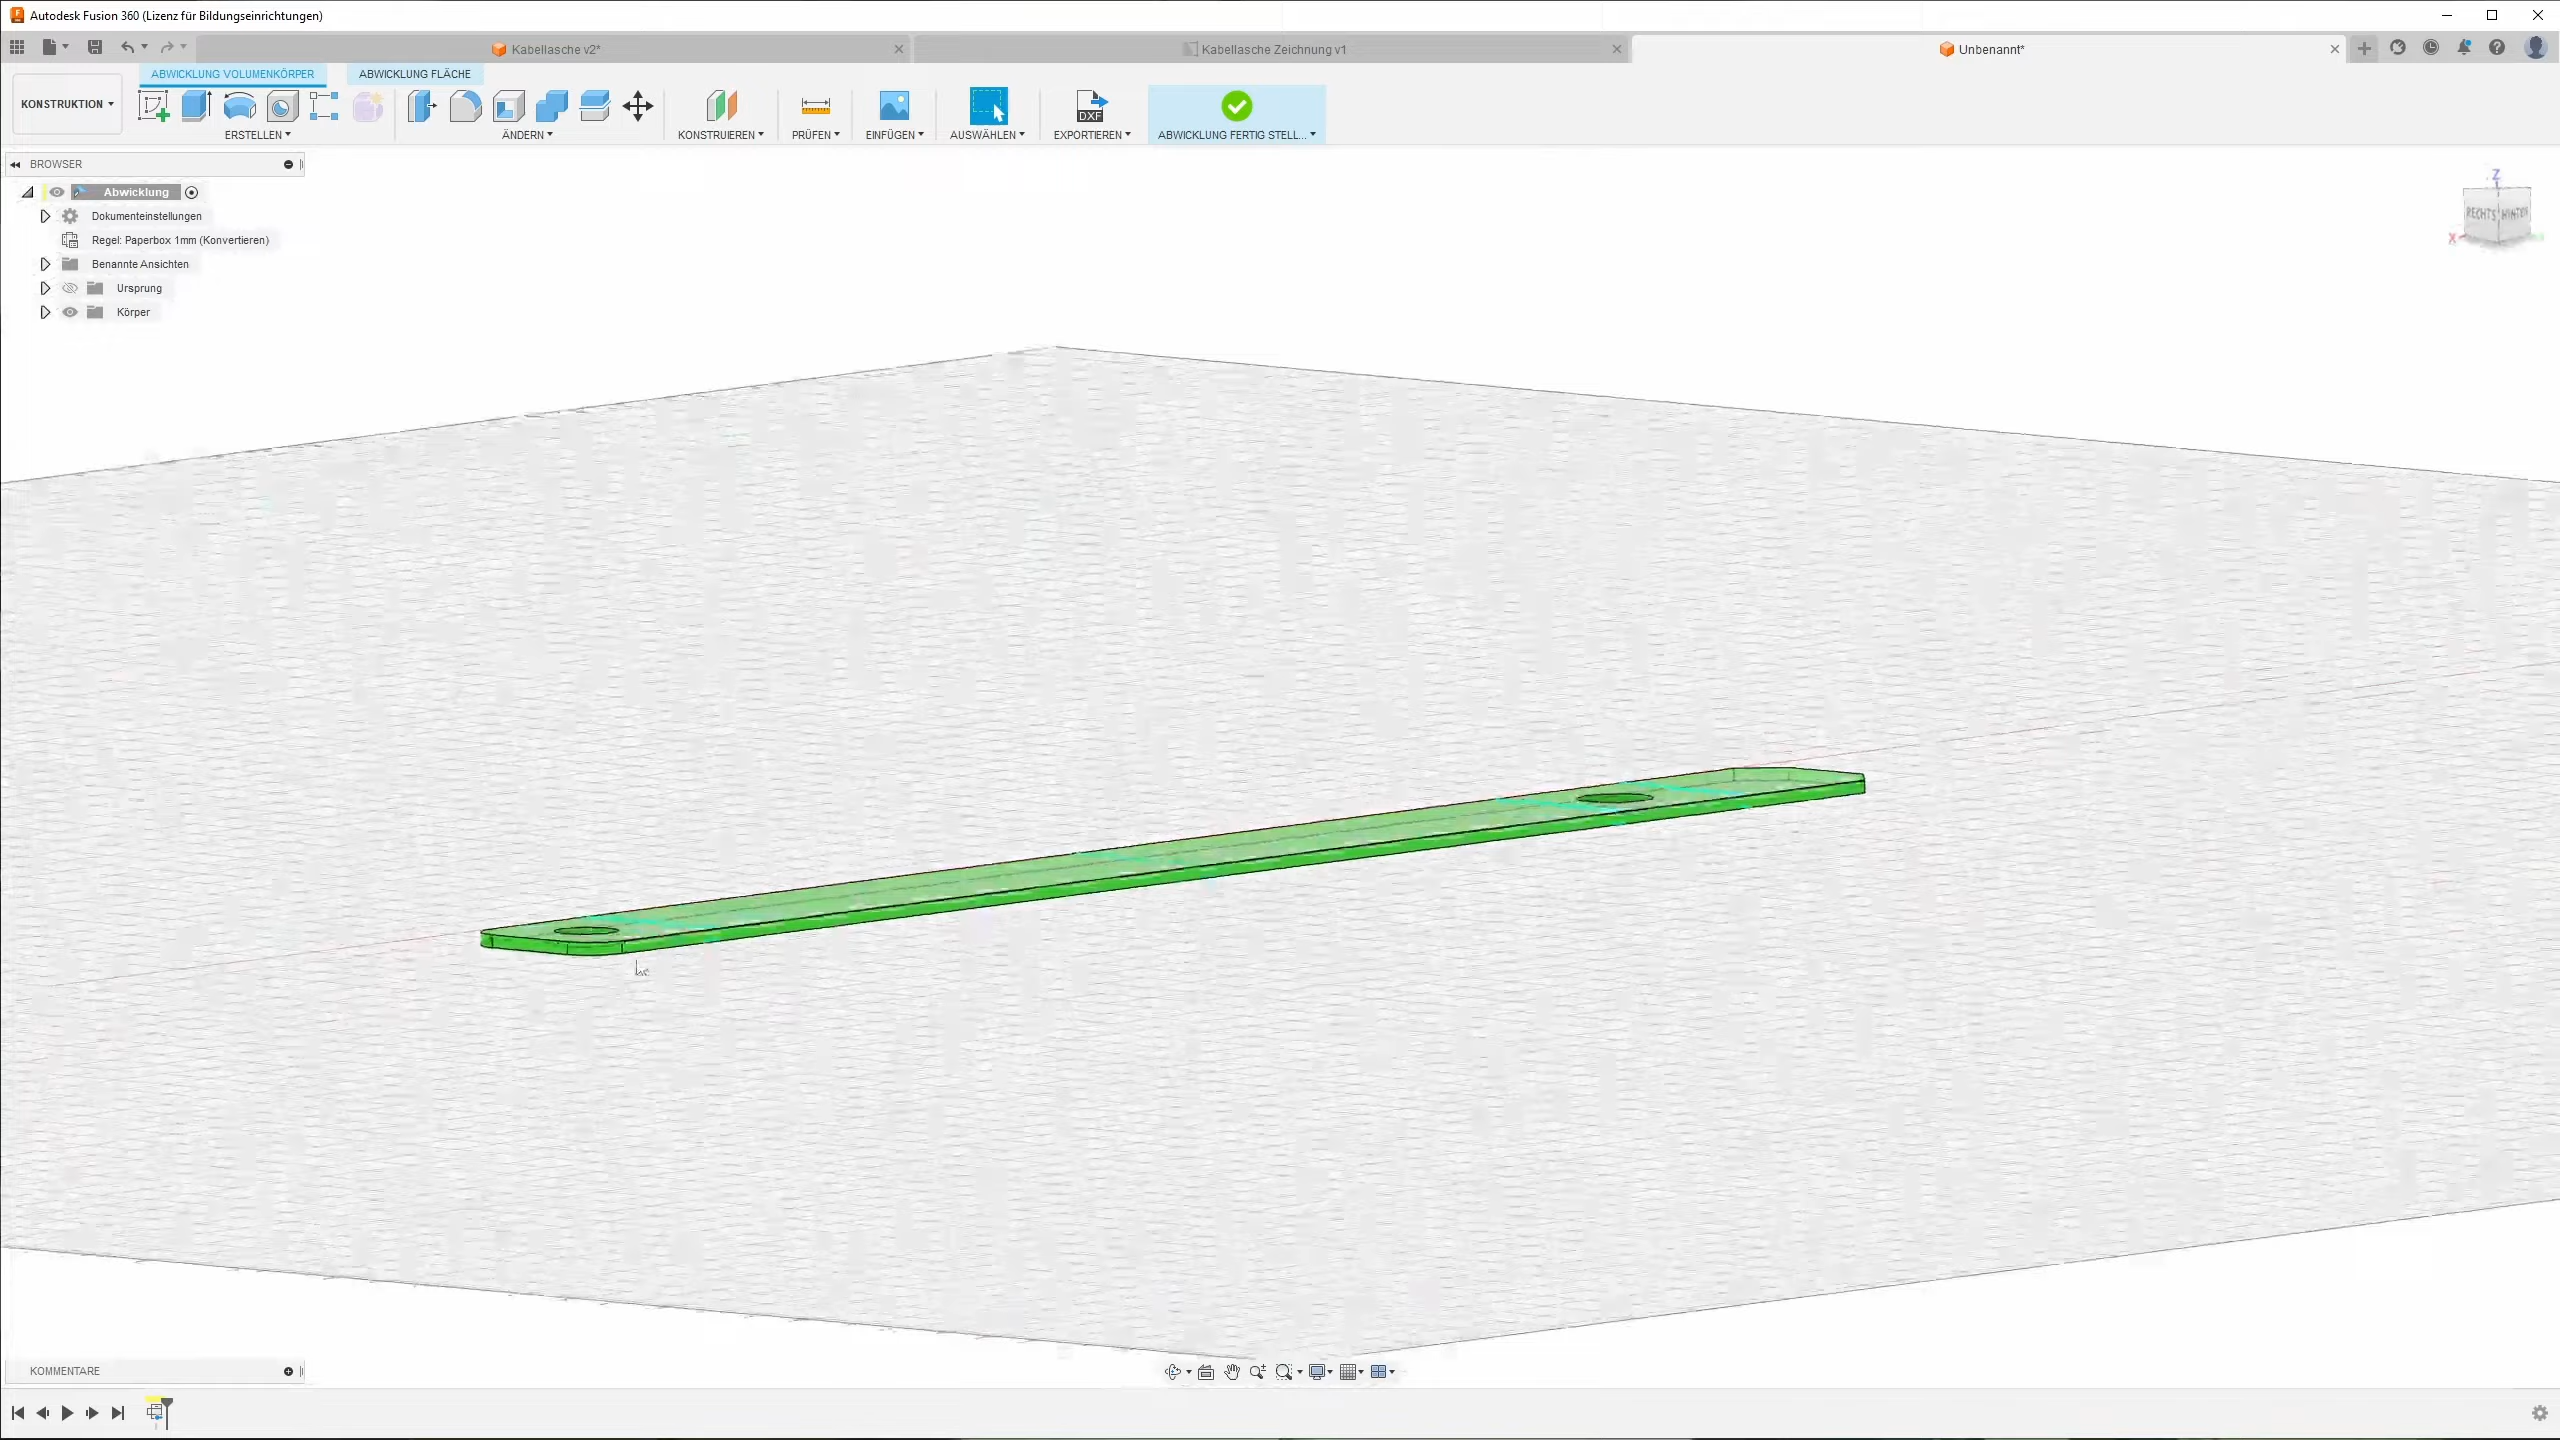 Autodesk Fusion 360 (Lizenz für Bildungseinrichtungen)
Kabellasche v2*
Kabellasche Zeichnung v1
Unbenannt*
ABWICKLUNG VOLUMENKÖRPER
ABWICKLUNG FLÄCHE
KONSTRUKTION
DXF
ERSTELLEN
ÄNDERN
KONSTRUIEREN
PRÜFEN
EINFÜGEN
AUSWÄHLEN
EXPORTIEREN
ABWICKLUNG FERTIG STELL...
BROWSER
Abwicklung
Dokumenteinstellungen
Regel: Paperbox 1mm (Konvertieren)
Benannte Ansichten
Ursprung
Körper
Z
RECHTS HINTEN
X
KOMMENTARE